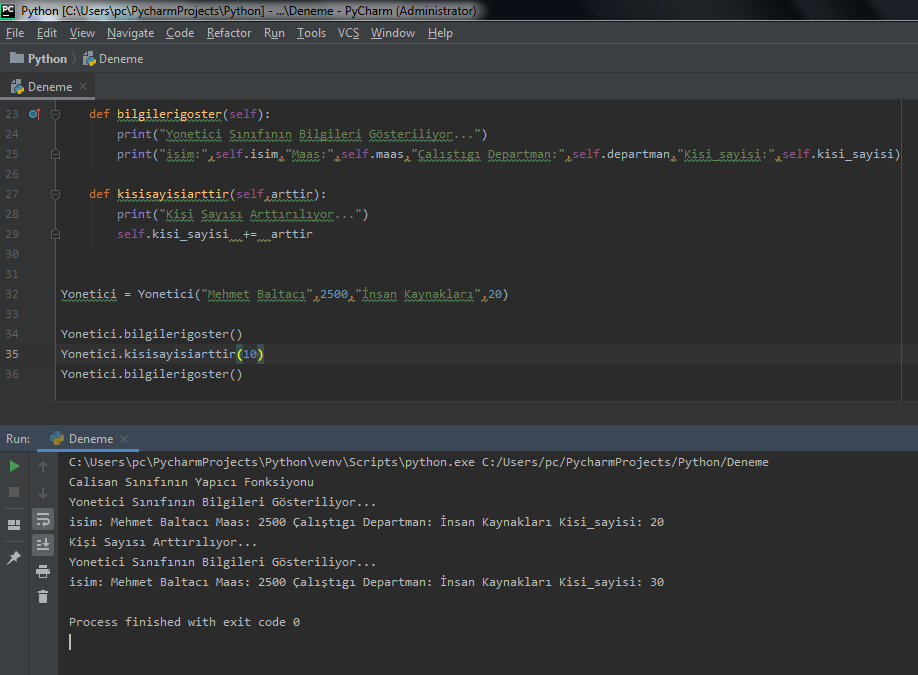 PC Python [C:\Users\pc\PycharmProjects\Python] - ...\Deneme - PyCharm (Administrator)
File Edit View Navigate Code Refactor Run Tools VCS Window Help
Python Deneme
Deneme
23 def bilgilerigoster(self):
24 print("Yonetici Sınıfının Bilgileri Gösteriliyor...")
25 print("isim:",self.isim,"Maas:",self.maas,"Çalıştıgı Departman:",self.departman,"Kisi_sayisi:",self.kisi_sayisi)
26
27 def kisisayisiarttir(self,arttir):
28 print("Kişi Sayısı Arttırılıyor...")
29 self.kisi_sayisi += arttir
30
31
32 Yonetici = Yonetici("Mehmet Baltacı",2500,"İnsan Kaynakları",20)
33
34 Yonetici.bilgilerigoster()
35 Yonetici.kisisayisiarttir(10)
36 Yonetici.bilgilerigoster()
Run: Deneme
C:\Users\pc\PycharmProjects\Python\venv\Scripts\python.exe C:/Users/pc/PycharmProjects/Python/Deneme
Calisan Sınıfının Yapıcı Fonksiyonu
Yonetici Sınıfının Bilgileri Gösteriliyor...
isim: Mehmet Baltacı Maas: 2500 Çalıştıgı Departman: İnsan Kaynakları Kisi_sayisi: 20
Kişi Sayısı Arttırılıyor...
Yonetici Sınıfının Bilgileri Gösteriliyor...
isim: Mehmet Baltacı Maas: 2500 Çalıştıgı Departman: İnsan Kaynakları Kisi_sayisi: 30
Process finished with exit code 0